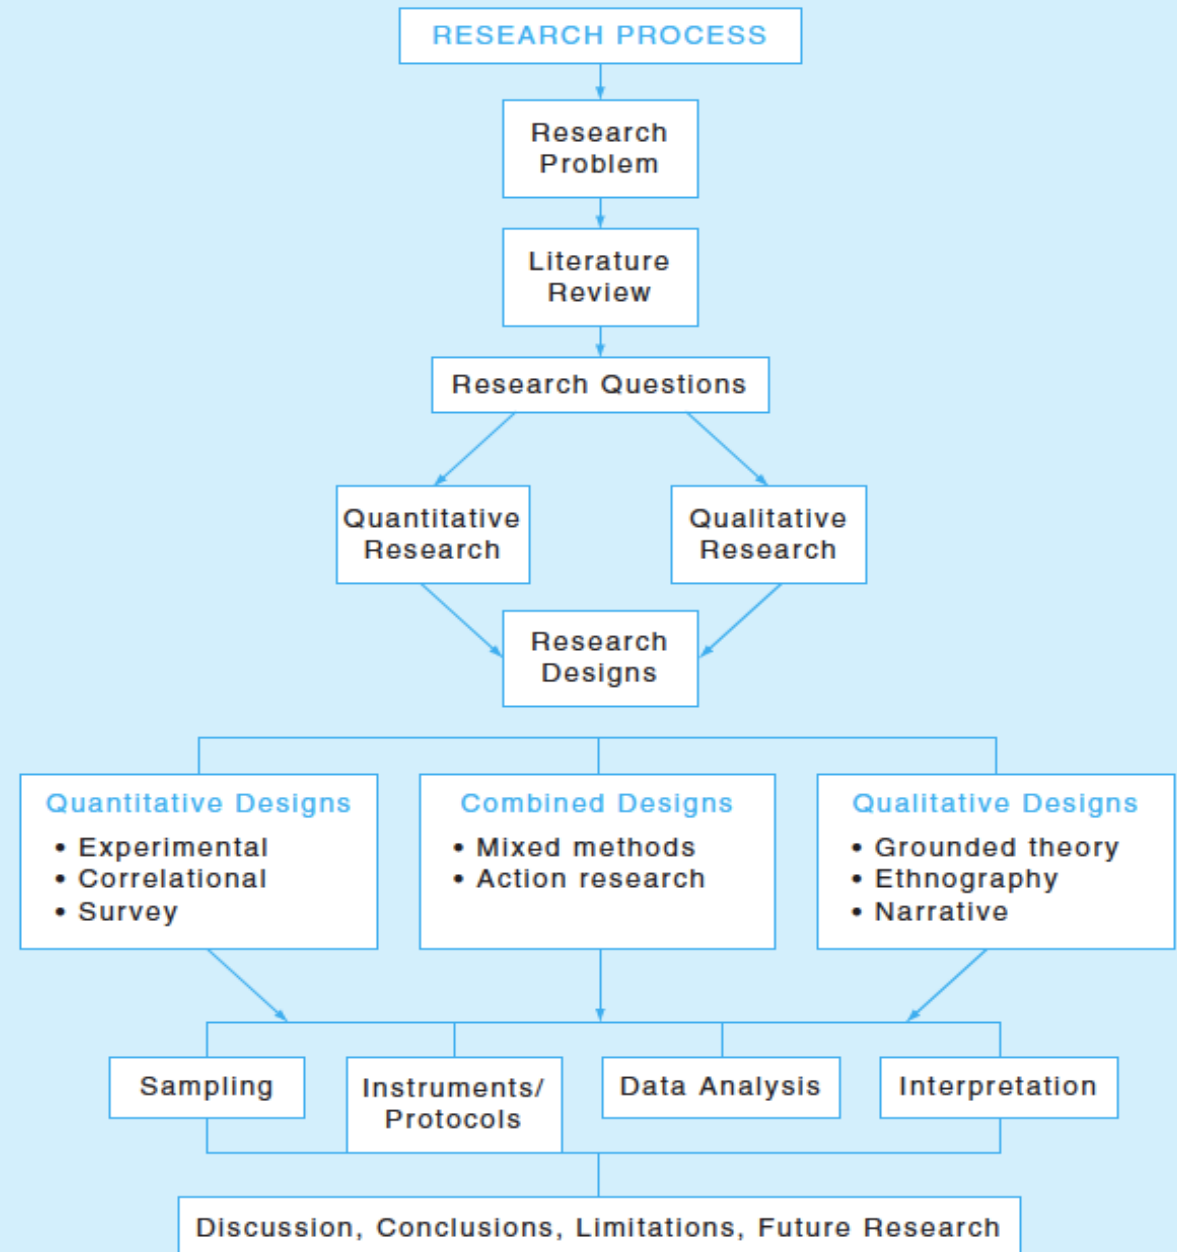 RESEARCH PROCESS
Research
Problem
Literature
Review
Research Questions
Quantitative
Research
Qualitative
Research
Research
Designs
Quantitative Designs
• Experimental
• Correlational
• Survey
Combined Designs
• Mixed methods
• Action research
Qualitative Designs
• Grounded theory
• Ethnography
• Narrative
Sampling
Instruments/
Protocols
Data Analysis
Interpretation
Discussion, Conclusions, Limitations, Future Research